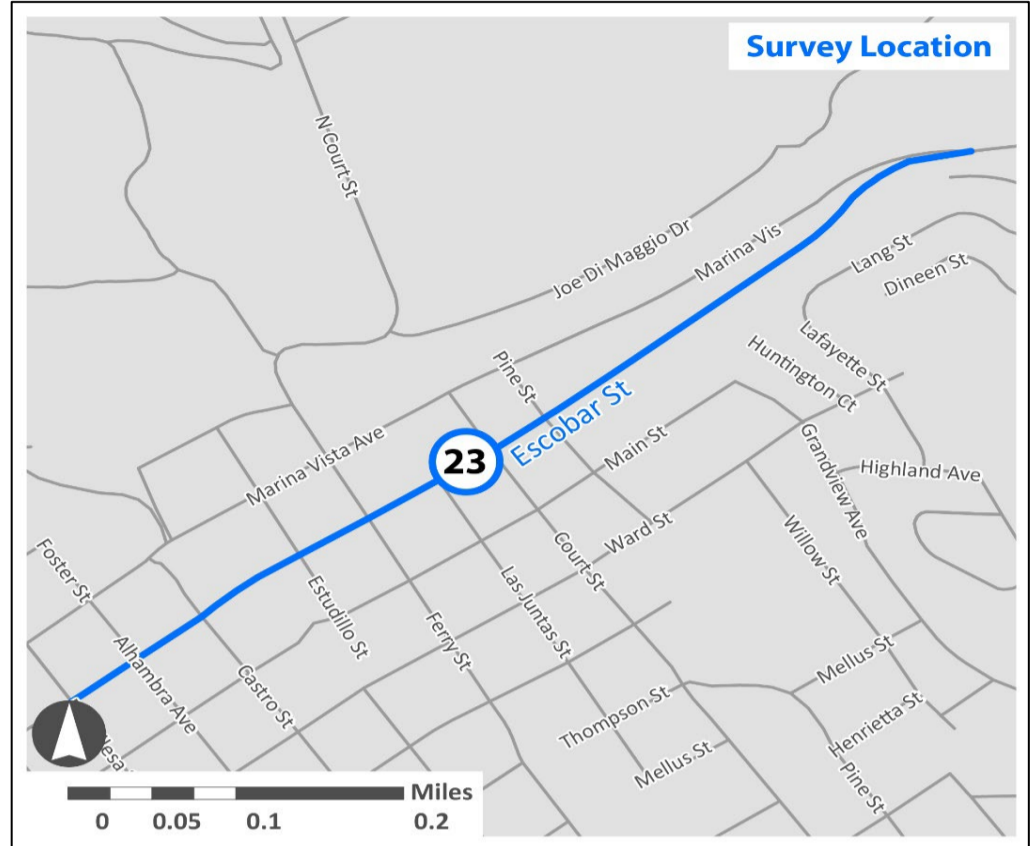 Survey Location
N Court St
Joe Di Maggio Dr
Marina Vis
Lang St
Dineen St
Lafayette St
Huntington Ct
Pine St
Escobar St
Main St
Marina Vista Ave
23
Grandview Ave
Highland Ave
Ward St
Willow St
Court St
Foster St
Las Juntas St
Estudillo St
Ferry St
Alhambra Ave
Castro St
Mellus St
Thompson St
Henrietta St
Mellus St
Pine St
Miles
0 0.05 0.1 0.2